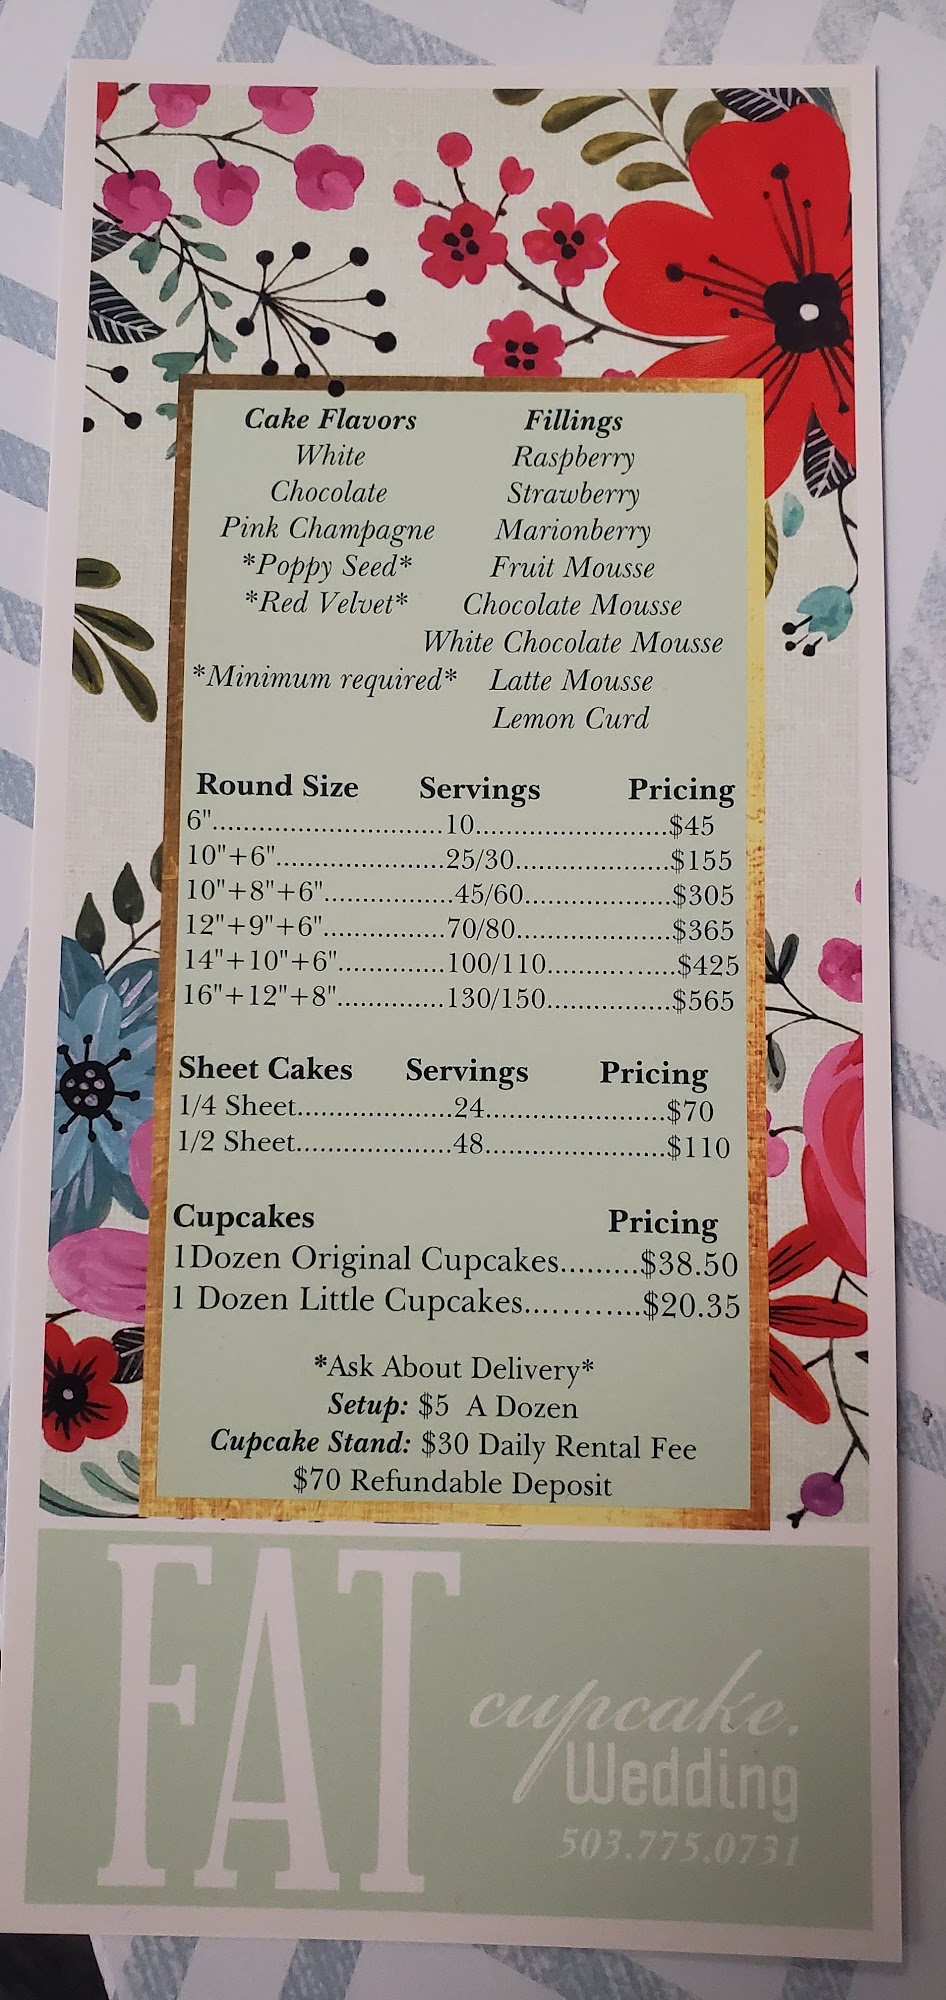 Cake Flavors Fillings
White Raspberry
Chocolate Strawberry
Pink Champagne Marionberry
*Poppy Seed* Fruit Mousse
*Red Velvet* Chocolate Mousse
White Chocolate Mousse
*Minimum required* Latte Mousse
Lemon Curd
Round Size Servings Pricing
6"............................10........................$45
10"+6".....................25/30...................$155
10"+8"+6"................45/60..................$305
12"+9"+6"...............70/80...................$365
14"+10"+6".............100/110................$425
16"+12"+8".............130/150...............$565
Sheet Cakes Servings Pricing
1/4 Sheet...................24......................$70
1/2 Sheet...................48......................$110
Cupcakes Pricing
1Dozen Original Cupcakes.........$38.50
1 Dozen Little Cupcakes............$20.35
*Ask About Delivery*
Setup: $5 A Dozen
Cupcake Stand: $30 Daily Rental Fee
$70 Refundable Deposit
FAT
cupcake.
Wedding
503.775.0731